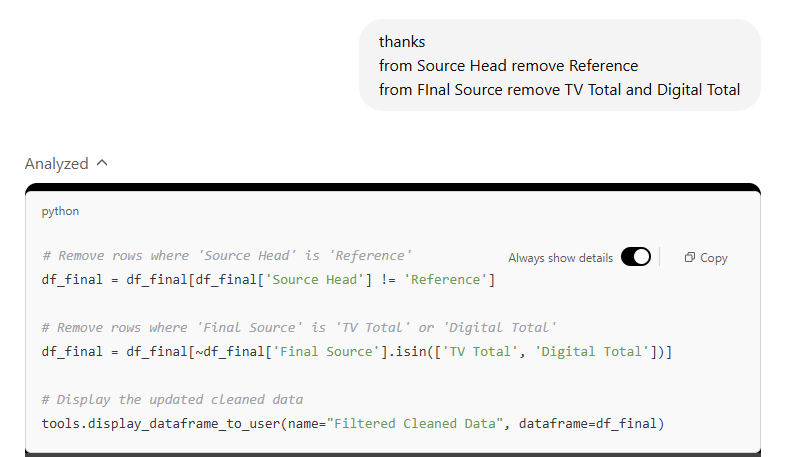 thanks
from Source Head remove Reference
from FInal Source remove TV Total and Digital Total
Analyzed
python
Always show details
Copy
# Remove rows where 'Source Head' is 'Reference'
df_final = df_final[df_final['Source Head'] != 'Reference']
# Remove rows where 'Final Source' is 'TV Total' or 'Digital Total'
df_final = df_final[~df_final['Final Source'].isin(['TV Total', 'Digital Total'])]
# Display the updated cleaned data
tools.display_dataframe_to_user(name="Filtered Cleaned Data", dataframe=df_final)